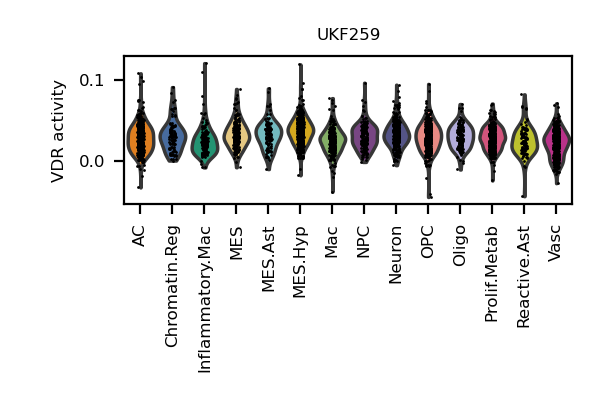 UKF259
VDR activity
0.1
0.0
AC
Chromatin.Reg
Inflammatory.Mac
MES
MES.Ast
MES.Hyp
Mac
NPC
Neuron
OPC
Oligo
Prolif.Metab
Reactive.Ast
Vasc